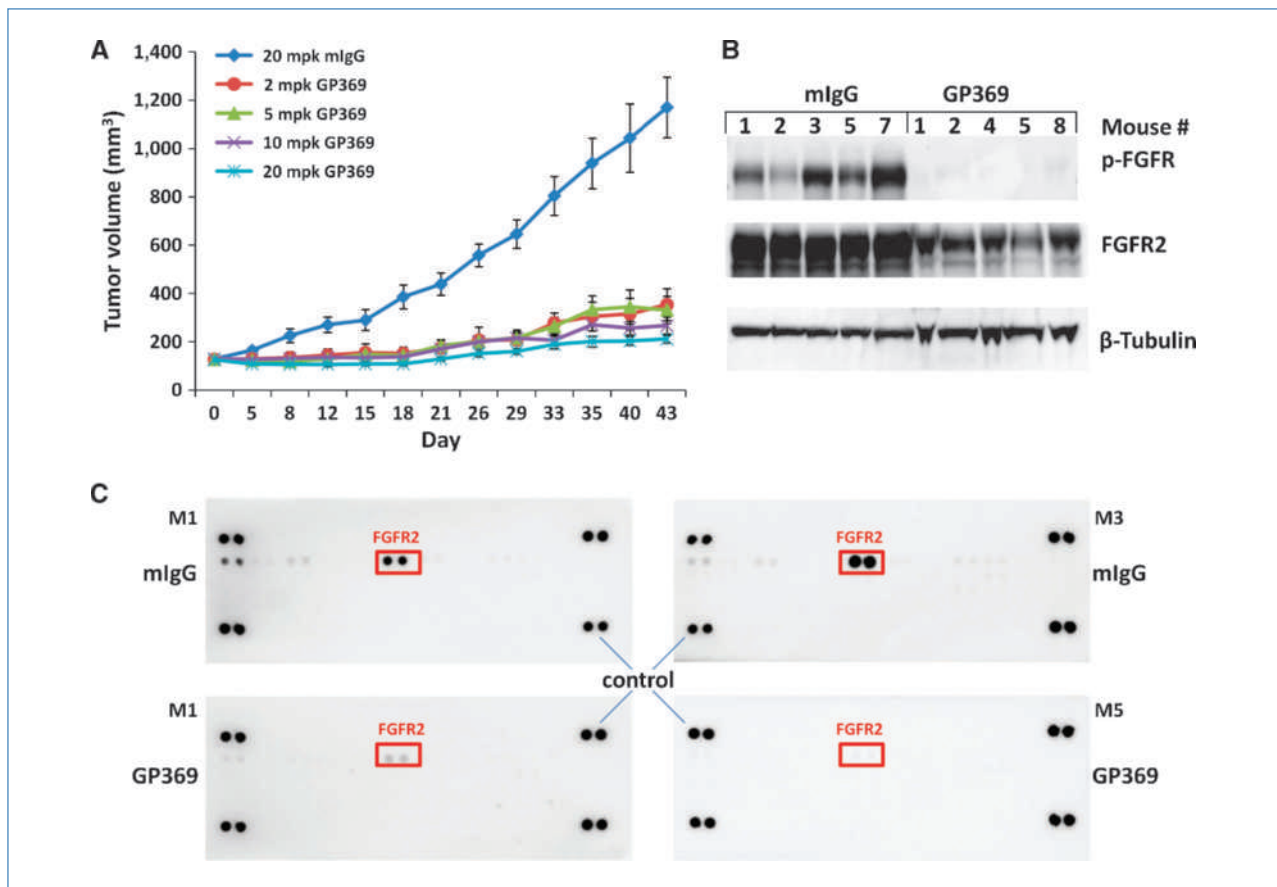 A
1,400
1,200
1,000
800
600
400
200
0
Tumor volume (mm³)
20 mpk mIgG
2 mpk GP369
5 mpk GP369
10 mpk GP369
20 mpk GP369
0 5 8 12 15 18 21 26 29 33 35 40 43
Day
B
mIgG GP369
1 2 3 5 7 1 2 4 5 8 Mouse #
p-FGFR
FGFR2
β-Tubulin
C
M1
mIgG
FGFR2
M3
mIgG
FGFR2
control
M1
GP369
FGFR2
M5
GP369
FGFR2